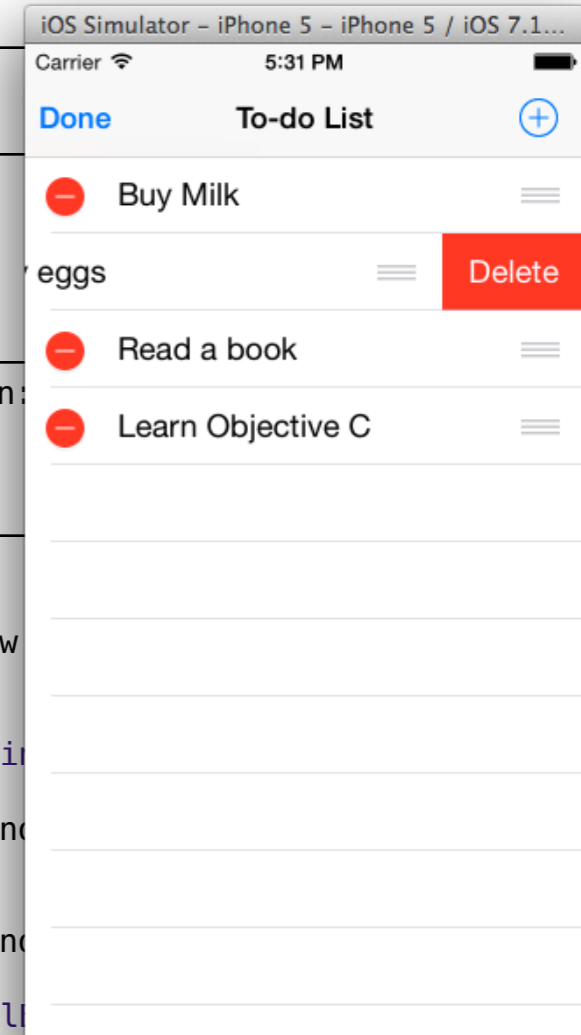 iOS Simulator – iPhone 5 – iPhone 5 / iOS 7.1...
Carrier 5:31 PM
Done To-do List
Buy Milk
eggs Delete
Read a book
n:
Learn Objective C
w